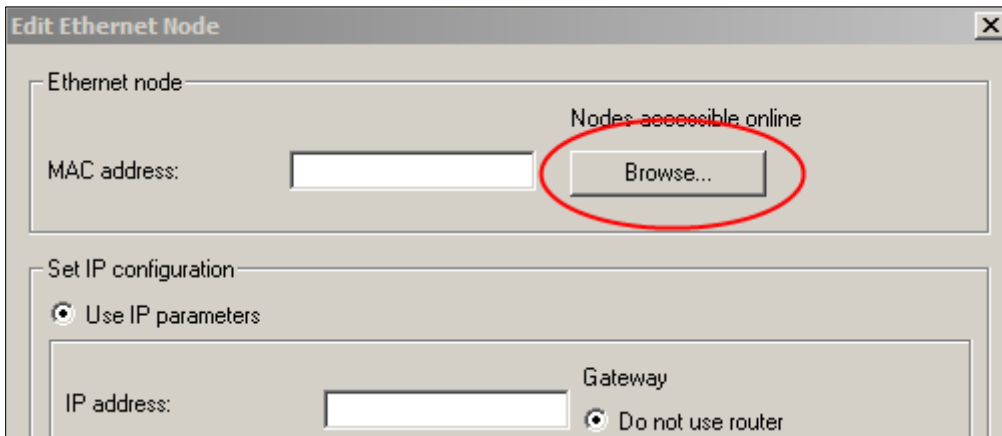 Edit Ethernet Node
Ethernet node
Nodes accessible online
MAC address:
Browse...
Set IP configuration
Use IP parameters
Gateway
IP address:
Do not use router